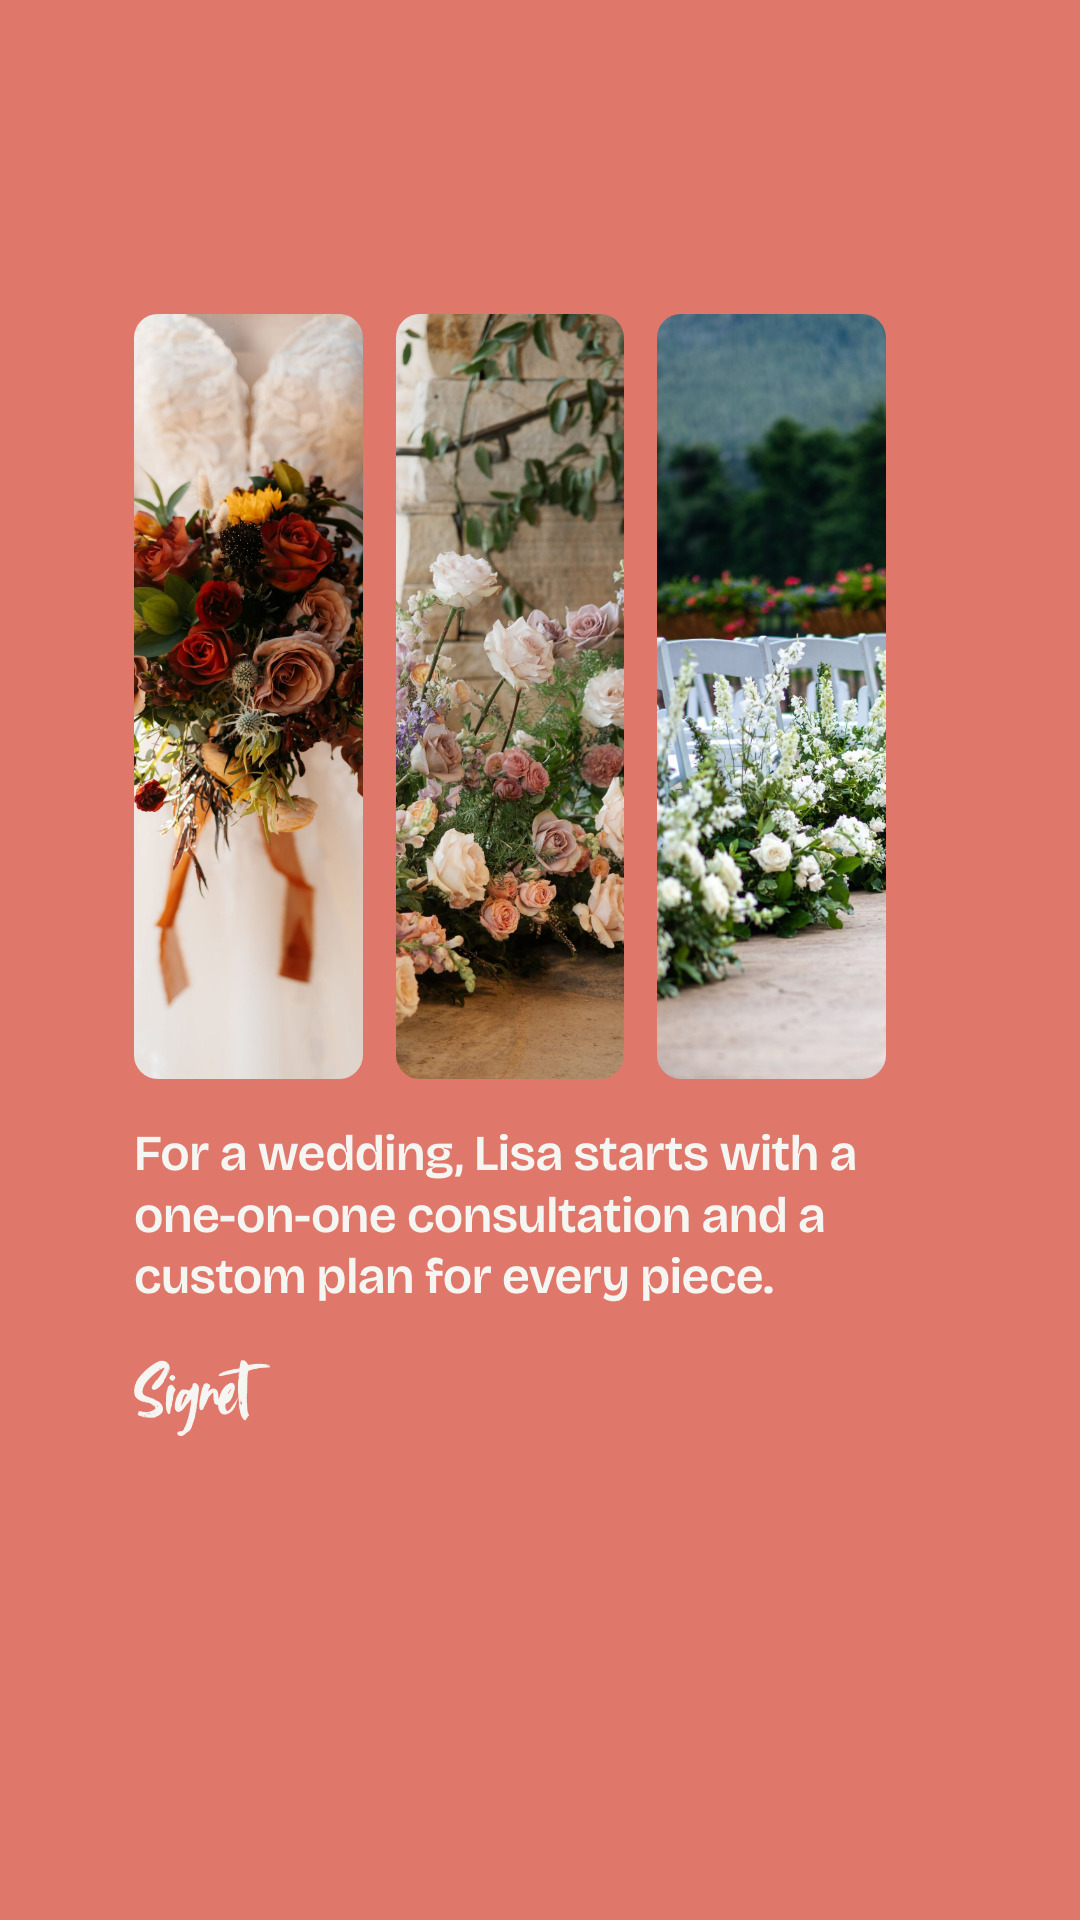 For a wedding, Lisa starts with a
one-on-one consultation and a
custom plan for every piece.
Signet